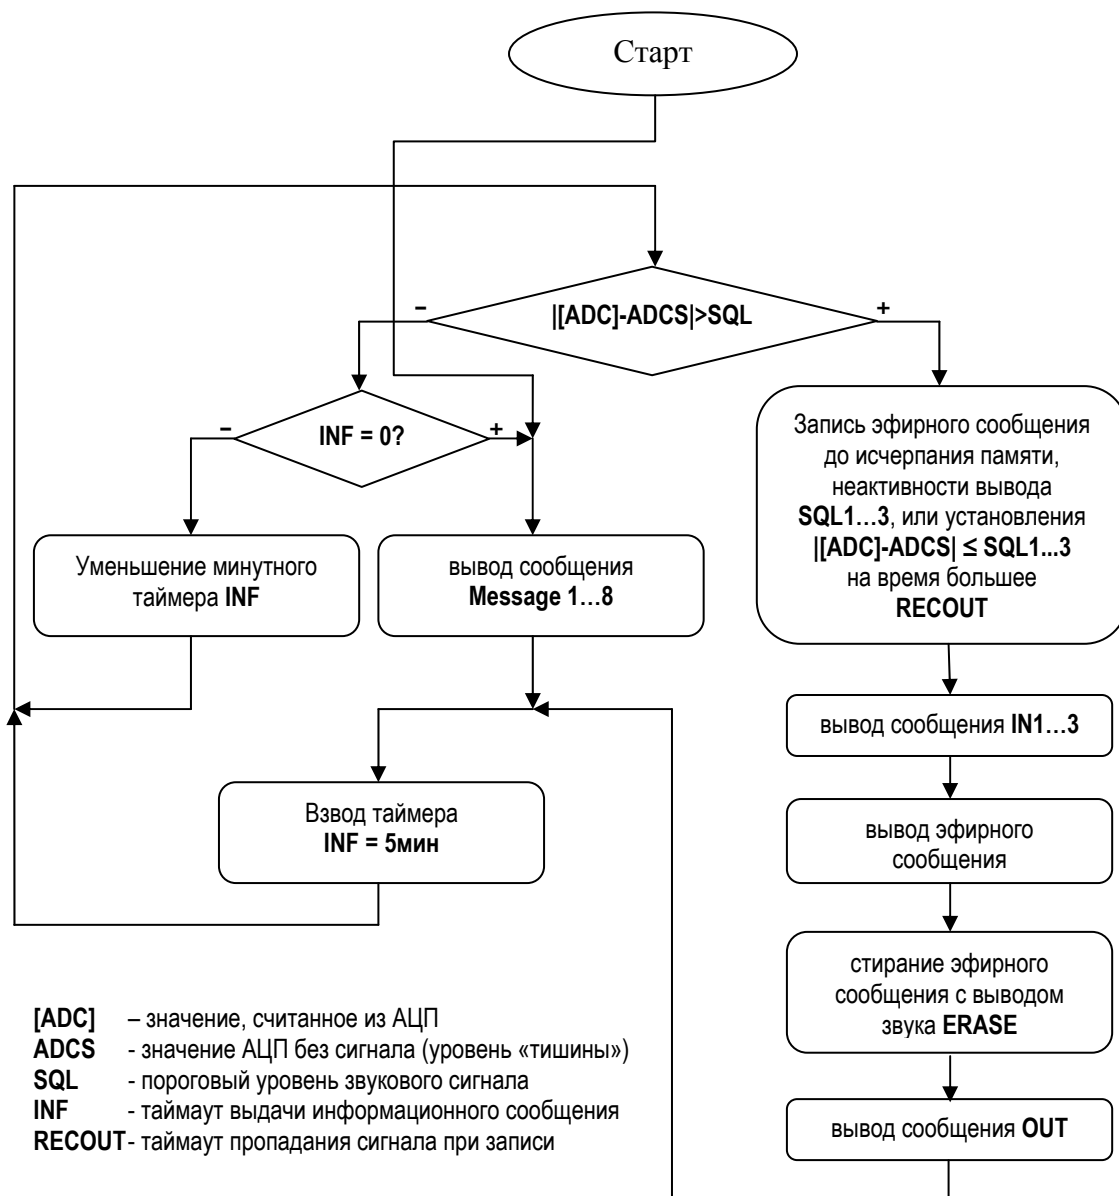 Старт
|[ADC]-ADCS|>SQL
–
+
INF = 0?
–
+
Запись эфирного сообщения
до исчерпания памяти,
неактивности вывода
SQL1…3, или установления
|[ADC]-ADCS| ≤ SQL1...3
на время большее
RECOUT
Уменьшение минутного
таймера INF
вывод сообщения
Message 1…8
вывод сообщения IN1…3
Взвод таймера
INF = 5мин
вывод эфирного
сообщения
стирание эфирного
сообщения с выводом
звука ERASE
вывод сообщения OUT
[ADC] – значение, считанное из АЦП
ADCS - значение АЦП без сигнала (уровень «тишины»)
SQL - пороговый уровень звукового сигнала
INF - таймаут выдачи информационного сообщения
RECOUT - таймаут пропадания сигнала при записи